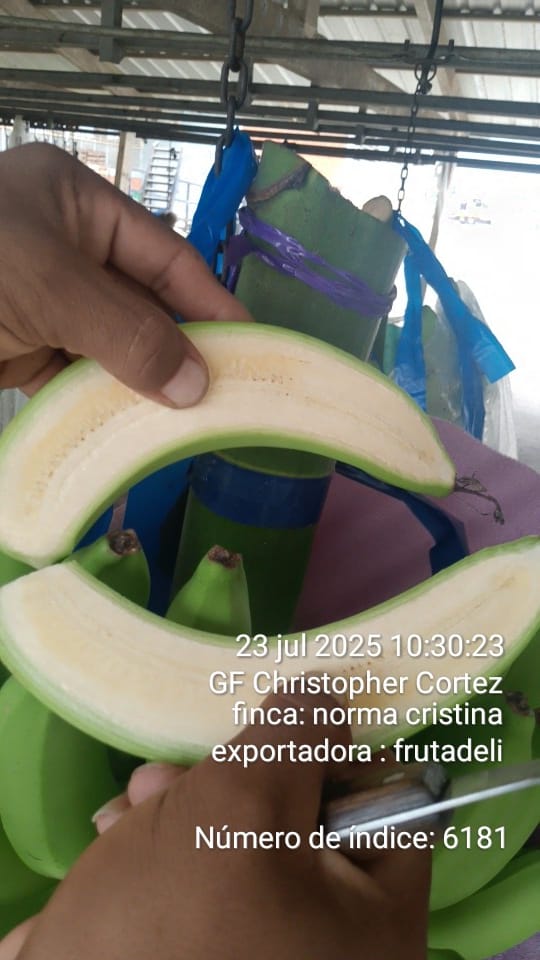 23 jul 2025 10:30:23
GF Christopher Cortez
finca: norma cristina
exportadora : frutadeli
Número de índice: 6181